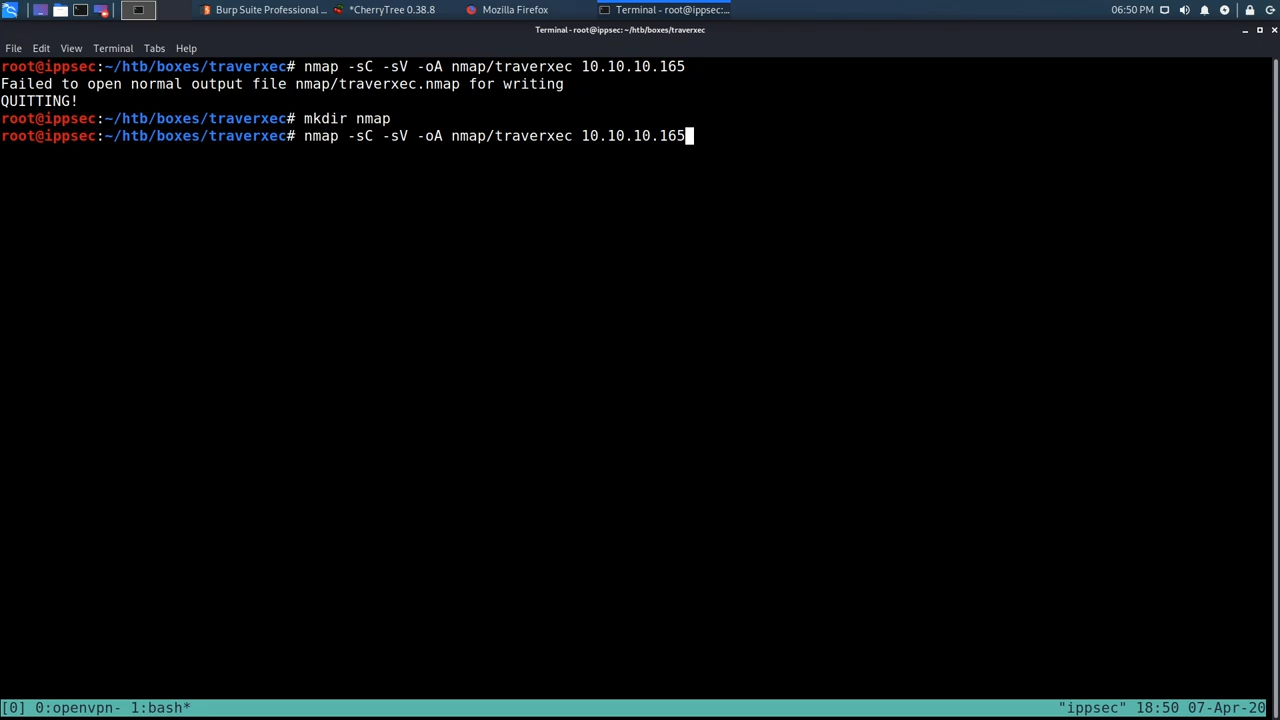 Burp Suite Professional ... *CherryTree 0.38.8 Mozilla Firefox Terminal - root@ippsec:... 06:50 PM
Terminal - root@ippsec: ~/htb/boxes/traverxec
File Edit View Terminal Tabs Help
root@ippsec:~/htb/boxes/traverxec# nmap -sC -sV -oA nmap/traverxec 10.10.10.165
Failed to open normal output file nmap/traverxec.nmap for writing
QUITTING!
root@ippsec:~/htb/boxes/traverxec# mkdir nmap
root@ippsec:~/htb/boxes/traverxec# nmap -sC -sV -oA nmap/traverxec 10.10.10.165
[0] 0:openvpn- 1:bash* "ippsec" 18:50 07-Apr-20